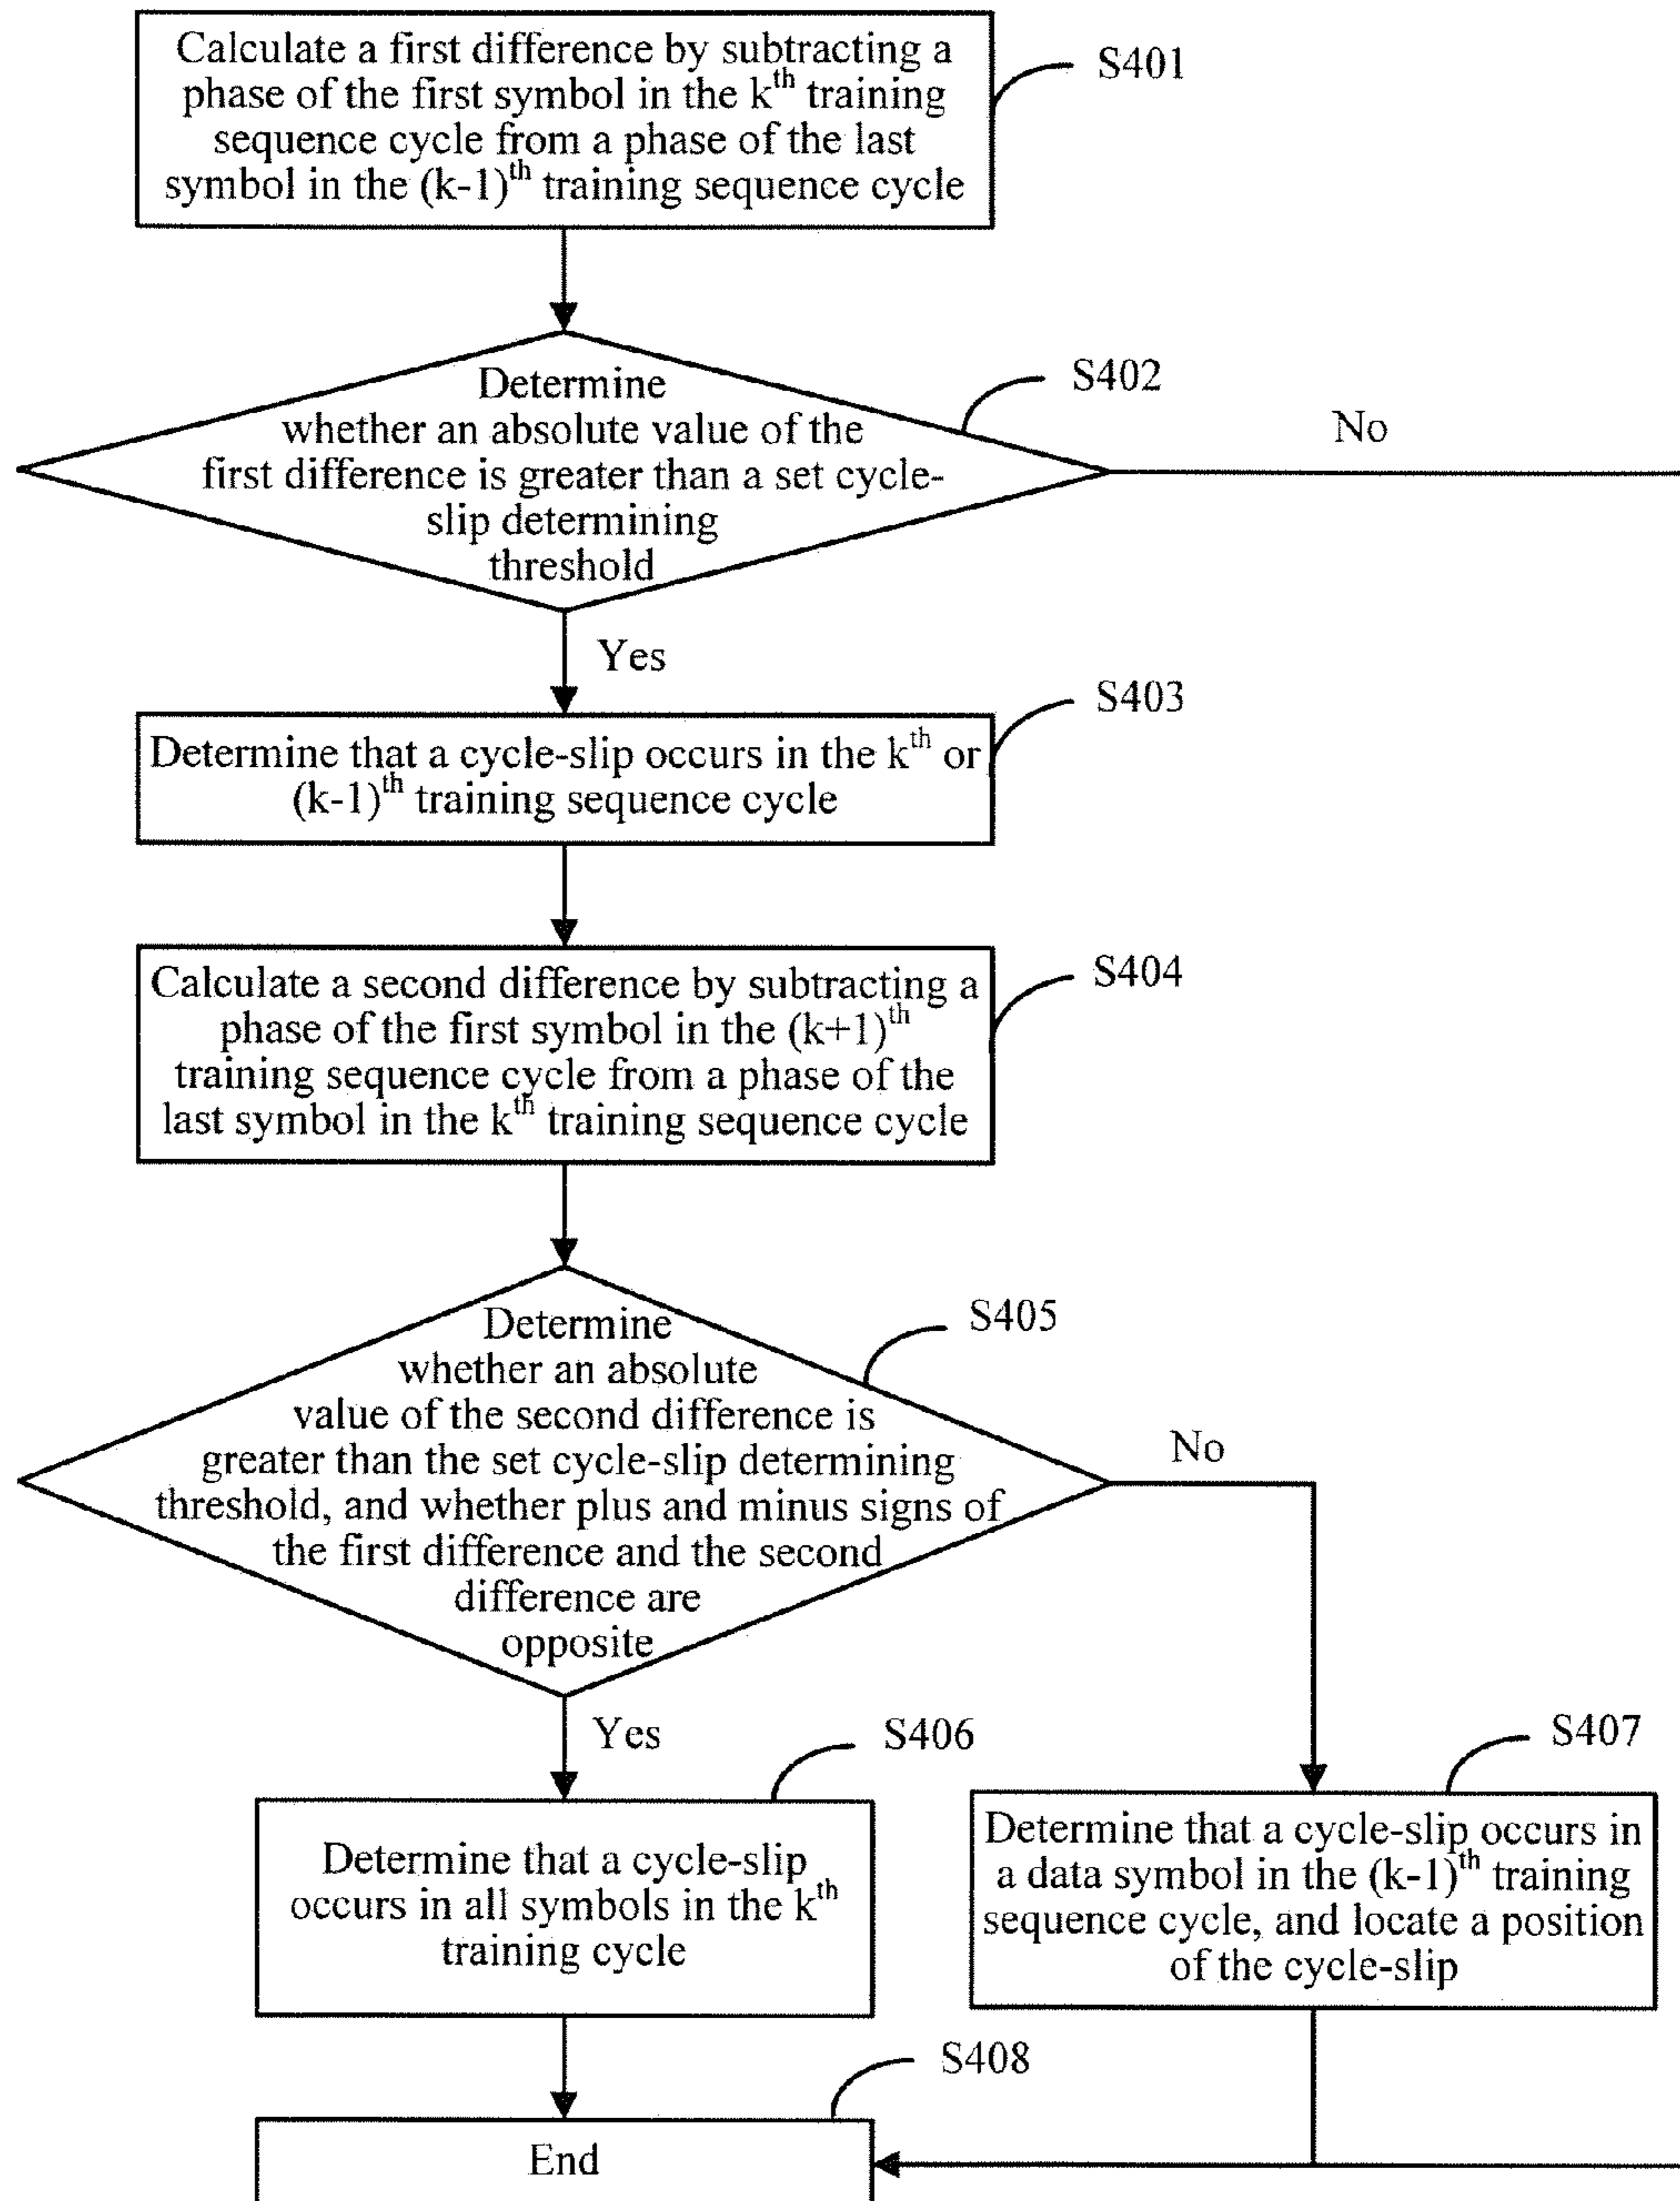 Calculate a first difference by subtracting a
phase of the first symbol in the kth training
sequence cycle from a phase of the last
symbol in the (k-1)th training sequence cycle
S401
Determine
whether an absolute value of the
first difference is greater than a set cycle-
slip determining
threshold
S402
No
Yes
Determine that a cycle-slip occurs in the kth or
(k-1)th training sequence cycle
S403
Calculate a second difference by subtracting a
phase of the first symbol in the (k+1)th
training sequence cycle from a phase of the
last symbol in the kth training sequence cycle
S404
Determine
whether an absolute
value of the second difference is
greater than the set cycle-slip determining
threshold, and whether plus and minus signs of
the first difference and the second
difference are
opposite
S405
No
Yes
S406
Determine that a cycle-slip
occurs in all symbols in the kth
training cycle
S407
Determine that a cycle-slip occurs in
a data symbol in the (k-1)th training
sequence cycle, and locate a position
of the cycle-slip
S408
End